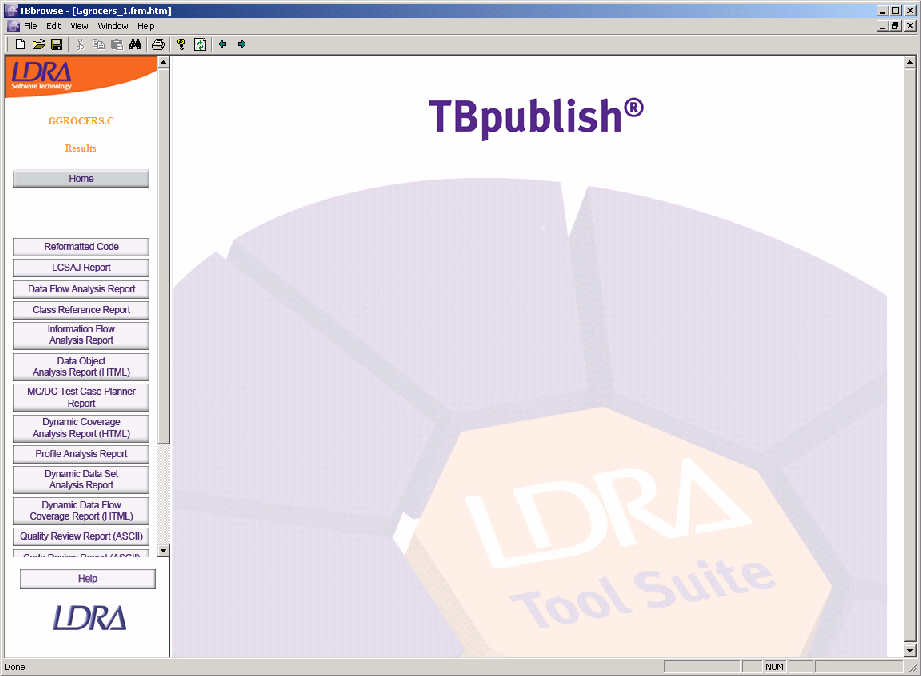 TBbrowse - [Ggrocers_1.frm.htm]
File Edit View Window Help
LDRA
Software Technology
GGROCERS.C
Results
Home
Reformatted Code
LCSAJ Report
Data Flow Analysis Report
Class Reference Report
Information Flow
Analysis Report
Data Object
Analysis Report (HTML)
MC/DC Test Case Planner
Report
Dynamic Coverage
Analysis Report (HTML)
Profile Analysis Report
Dynamic Data Set
Analysis Report
Dynamic Data Flow
Coverage Report (HTML)
Quality Review Report (ASCII)
Help
LDRA
TBpublish®
LDRA
Tool Suite
Done
NUM